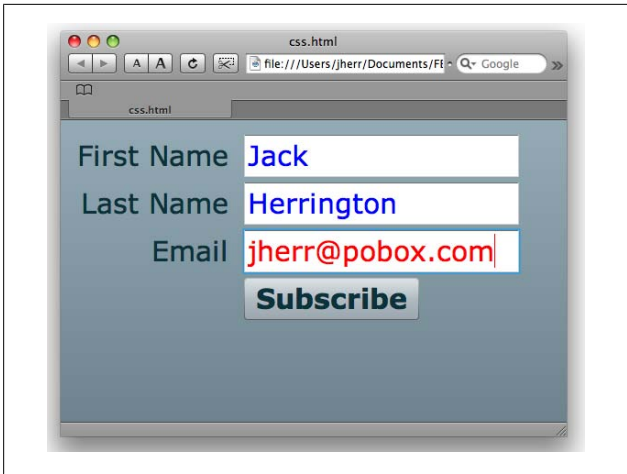 css.html
A A file:///Users/jherr/Documents/FE Google
css.html
First Name Jack
Last Name Herrington
Email jherr@pobox.com
Subscribe